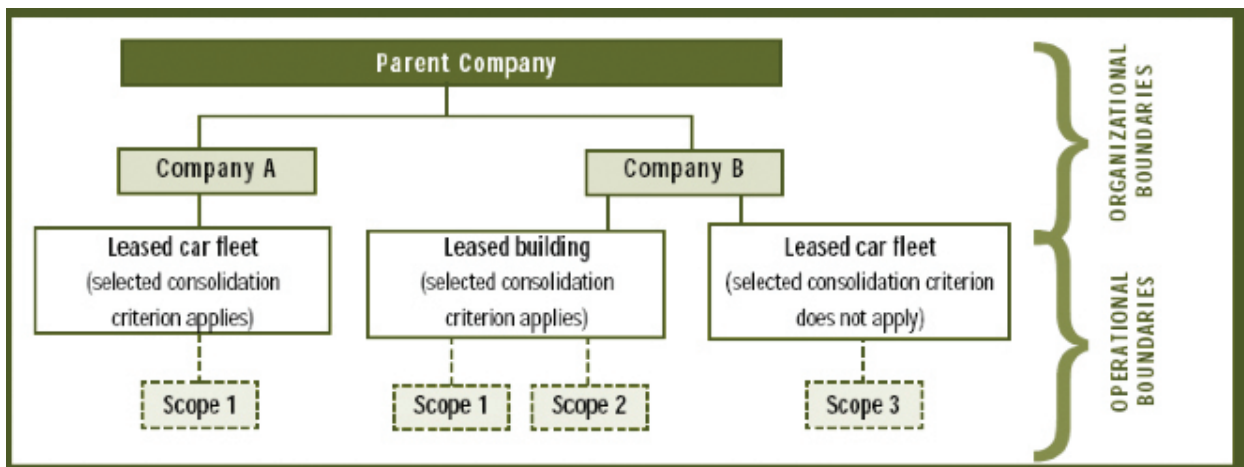 Parent Company
Company A
Company B
Leased car fleet
(selected consolidation
criterion applies)
Leased building
(selected consolidation
criterion applies)
Leased car fleet
(selected consolidation criterion
does not apply)
Scope 1
Scope 1
Scope 2
Scope 3
ORGANIZATIONAL
BOUNDARIES
OPERATIONAL
BOUNDARIES